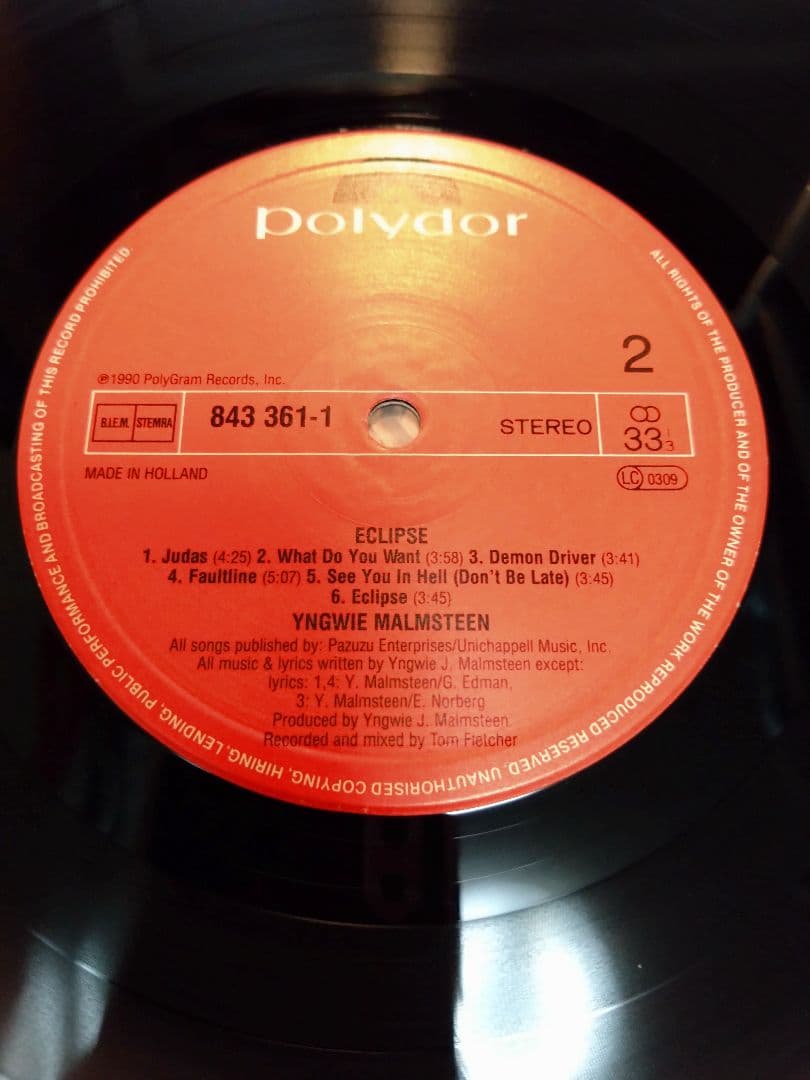 polydor
2
℗1990 PolyGram Records, Inc.
B.I.E.M. STEMRA 843 361-1 STEREO 33 1/3
MADE IN HOLLAND
LC 0309
ECLIPSE
1. Judas (4:25) 2. What Do You Want (3:58) 3. Demon Driver (3:41)
4. Faultline (5:07) 5. See You In Hell (Don't Be Late) (3:45)
6. Eclipse (3:45)
YNGWIE MALMSTEEN
All songs published by: Pazuzu Enterprises/Unichappell Music, Inc.
All music & lyrics written by Yngwie J. Malmsteen except:
lyrics: 1,4: Y. Malmsteen/G. Edman,
3: Y. Malmsteen/E. Norberg
Produced by Yngwie J. Malmsteen.
Recorded and mixed by Tom Fletcher
ALL RIGHTS OF THE PRODUCER AND OF THE OWNER OF THE WORK REPRODUCED RESERVED. UNAUTHORISED COPYING, HIRING, LENDING, PUBLIC PERFORMANCE AND BROADCASTING OF THIS RECORD PROHIBITED.